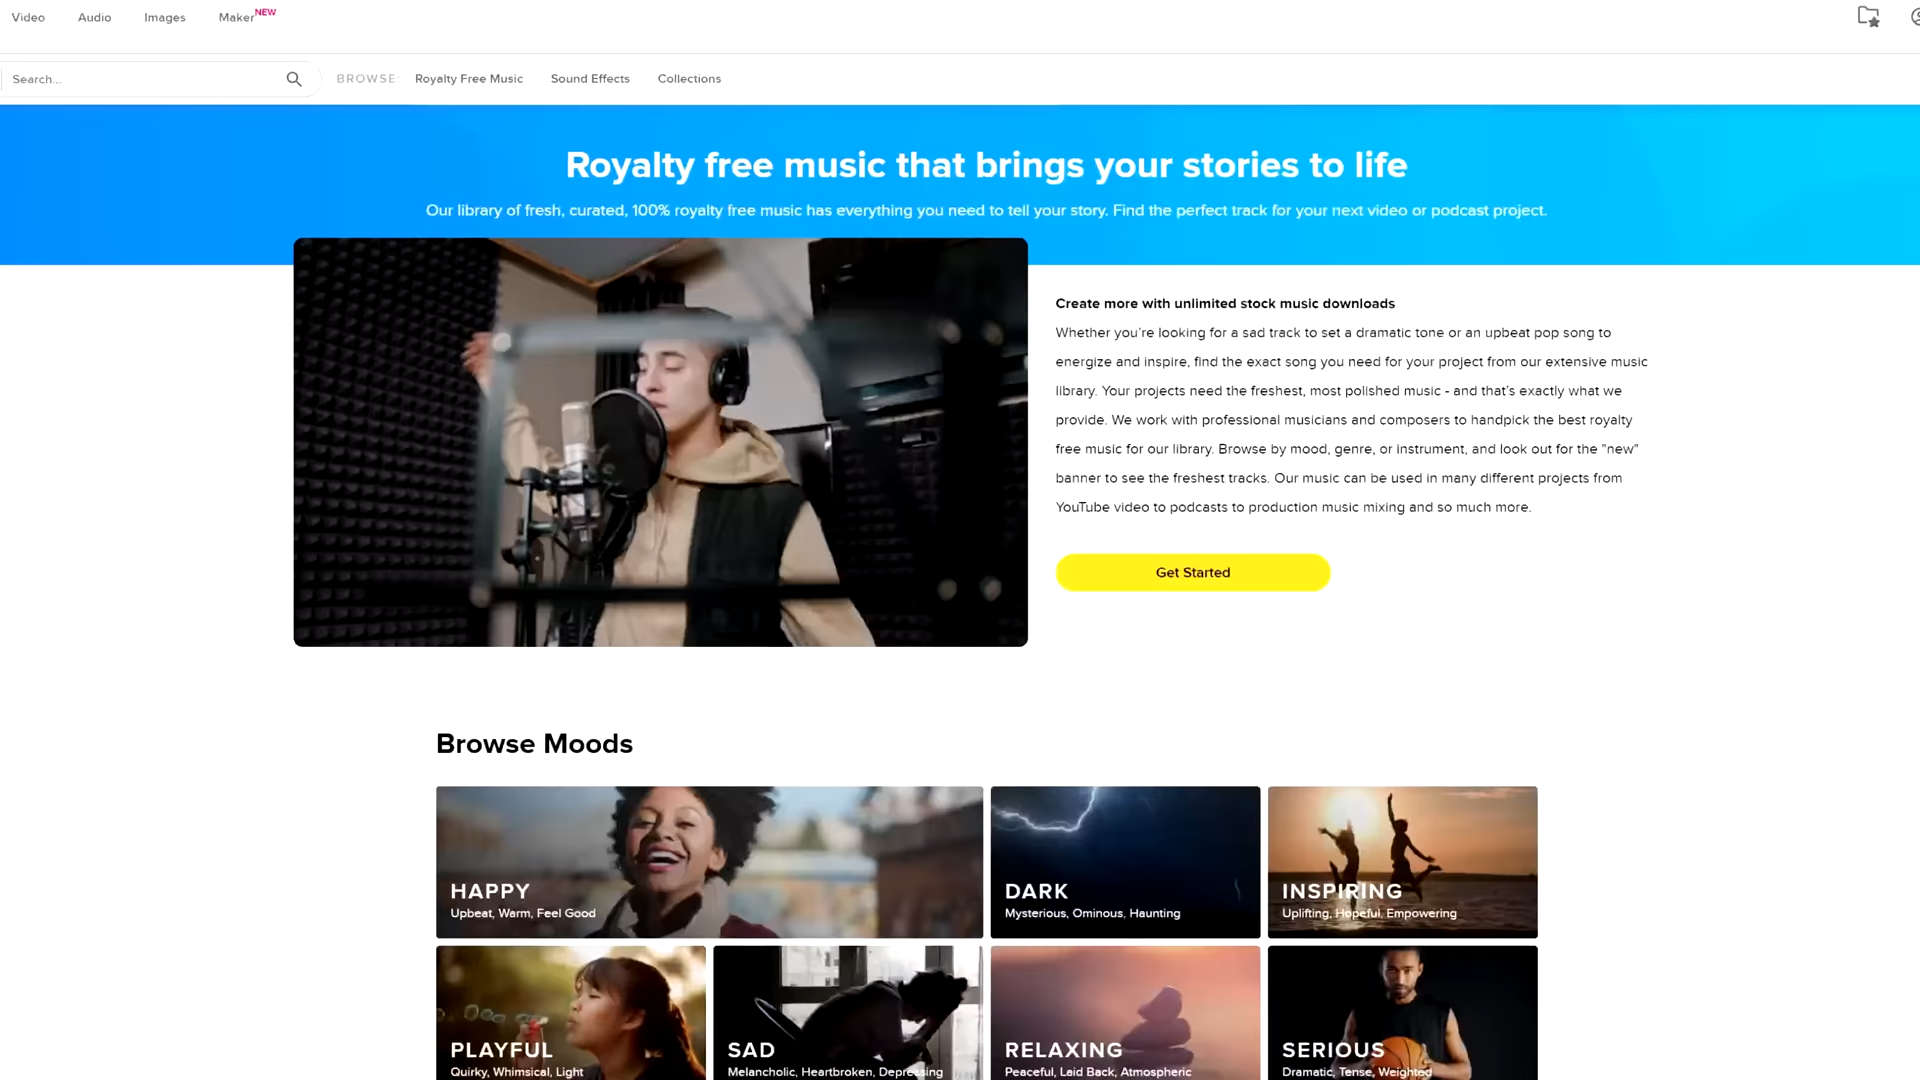 Video Audio Images Maker NEW
Search... BROWSE: Royalty Free Music Sound Effects Collections
Royalty free music that brings your stories to life
Our library of fresh, curated, 100% royalty free music has everything you need to tell your story. Find the perfect track for your next video or podcast project.
Create more with unlimited stock music downloads
Whether you're looking for a sad track to set a dramatic tone or an upbeat pop song to
energize and inspire, find the exact song you need for your project from our extensive music
library. Your projects need the freshest, most polished music - and that's exactly what we
provide. We work with professional musicians and composers to handpick the best royalty
free music for our library. Browse by mood, genre, or instrument, and look out for the "new"
banner to see the freshest tracks. Our music can be used in many different projects from
YouTube video to podcasts to production music mixing and so much more.
Get Started
Browse Moods
HAPPY
Upbeat, Warm, Feel Good
DARK
Mysterious, Ominous, Haunting
INSPIRING
Uplifting, Hopeful, Empowering
PLAYFUL
Quirky, Whimsical, Light
SAD
Melancholic, Heartbroken, Depressing
RELAXING
Peaceful, Laid Back, Atmospheric
SERIOUS
Dramatic, Tense, Weighted